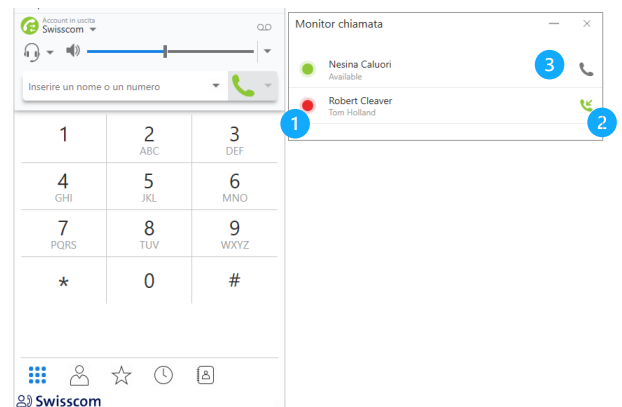 Account in uscita
Swisscom
Inserire un nome o un numero
1
2
3
ABC
DEF
4
5
6
GHI
JKL
MNO
7
8
9
PQRS
TUV
WXYZ
* 0 #
Swisscom
Monitor chiamata
Nesina Caluori
Available
3
Robert Cleaver
Tom Holland
1
2